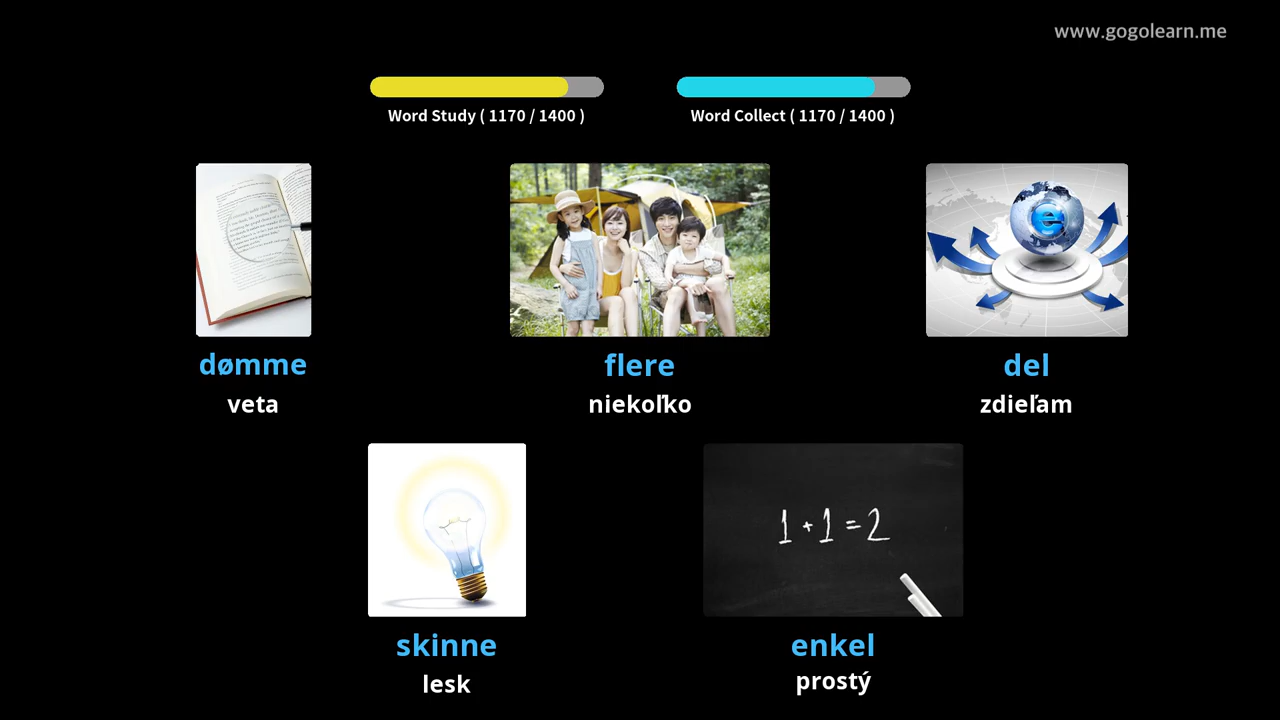 www.gogolearn.me
Word Study ( 1170 / 1400 )
Word Collect ( 1170 / 1400 )
e
dømme
flere
del
veta
niekoľko
zdieľam
1 + 1 = 2
skinne
enkel
lesk
prostý